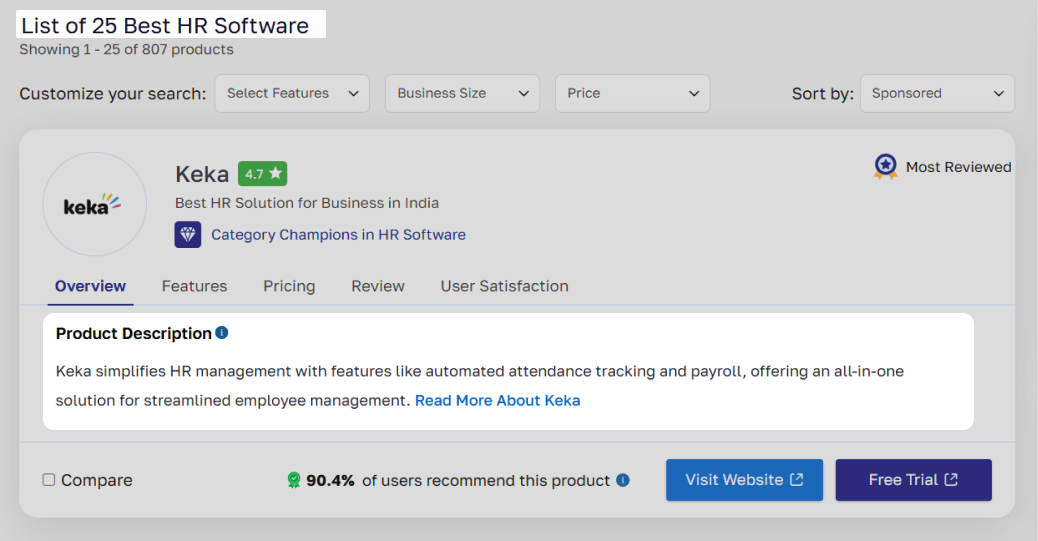 List of 25 Best HR Software
Showing 1 - 25 of 807 products
Customize your search: Select Features Business Size Price Sort by: Sponsored
keka
Keka 4.7
Most Reviewed
Best HR Solution for Business in India
Category Champions in HR Software
Overview Features Pricing Review User Satisfaction
Product Description
Keka simplifies HR management with features like automated attendance tracking and payroll, offering an all-in-one
solution for streamlined employee management. Read More About Keka
Compare 90.4% of users recommend this product Visit Website Free Trial